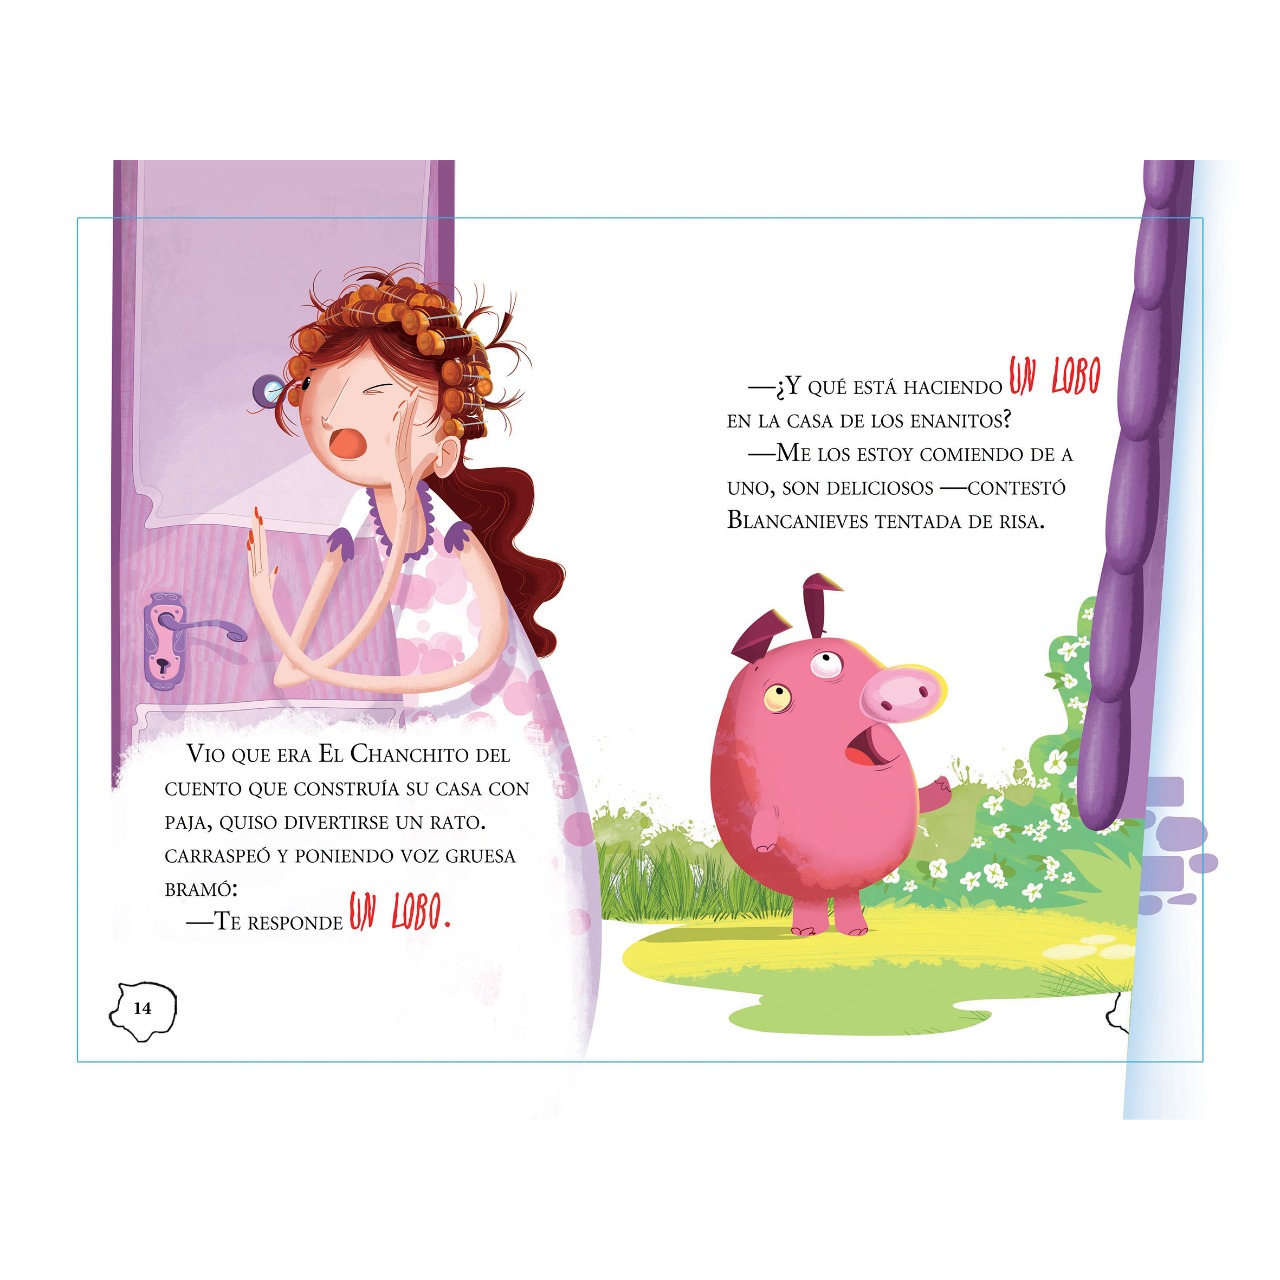 Vio que era El Chanchito del
cuento que construía su casa con
paja, quiso divertirse un rato.
carraspeó y poniendo voz gruesa
bramó:
—Te responde UN LOBO.
14
—¿Y qué está haciendo UN LOBO
en la casa de los enanitos?
—Me los estoy comiendo de a
uno, son deliciosos —contestó
Blancanieves tentada de risa.